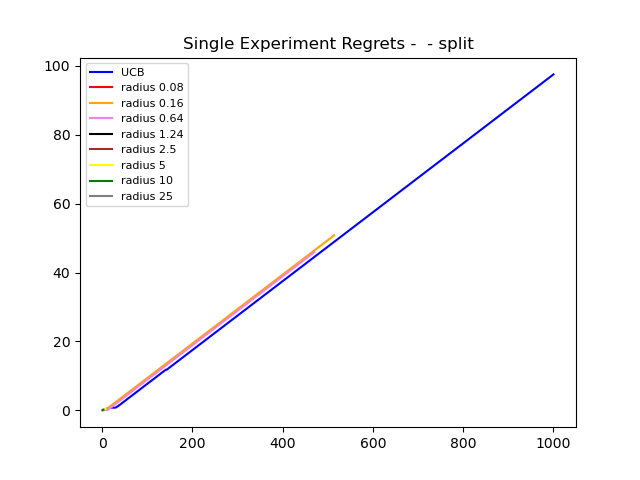 Single Experiment Regrets -  - split
100
80
60
40
20
0
UCB
radius 0.08
radius 0.16
radius 0.64
radius 1.24
radius 2.5
radius 5
radius 10
radius 25
0 200 400 600 800 1000